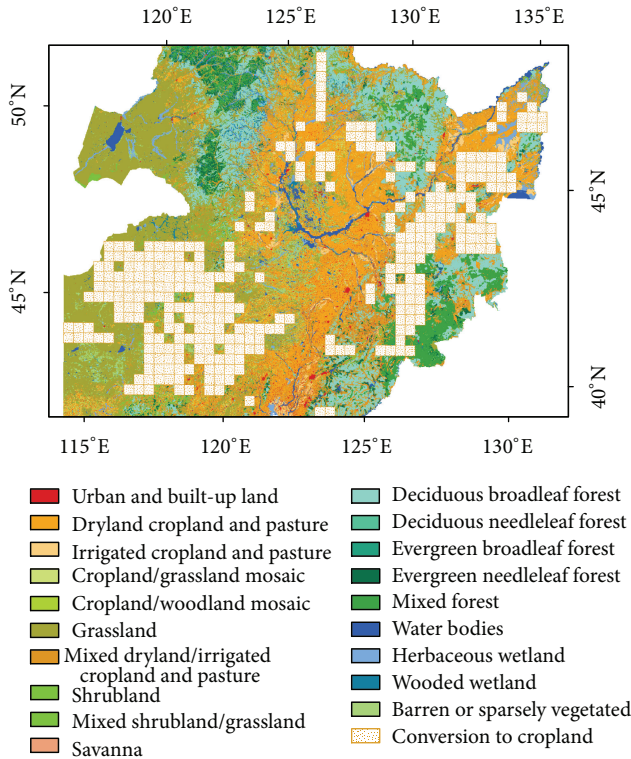 120°E
125°E
130°E
135°E
50°N
45°N
45°N
40°N
115°E
120°E
125°E
130°E
Urban and built-up land
Dryland cropland and pasture
Irrigated cropland and pasture
Cropland/grassland mosaic
Cropland/woodland mosaic
Grassland
Mixed dryland/irrigated
cropland and pasture
Shrubland
Mixed shrubland/grassland
Savanna
Deciduous broadleaf forest
Deciduous needleleaf forest
Evergreen broadleaf forest
Evergreen needleleaf forest
Mixed forest
Water bodies
Herbaceous wetland
Wooded wetland
Barren or sparsely vegetated
Conversion to cropland